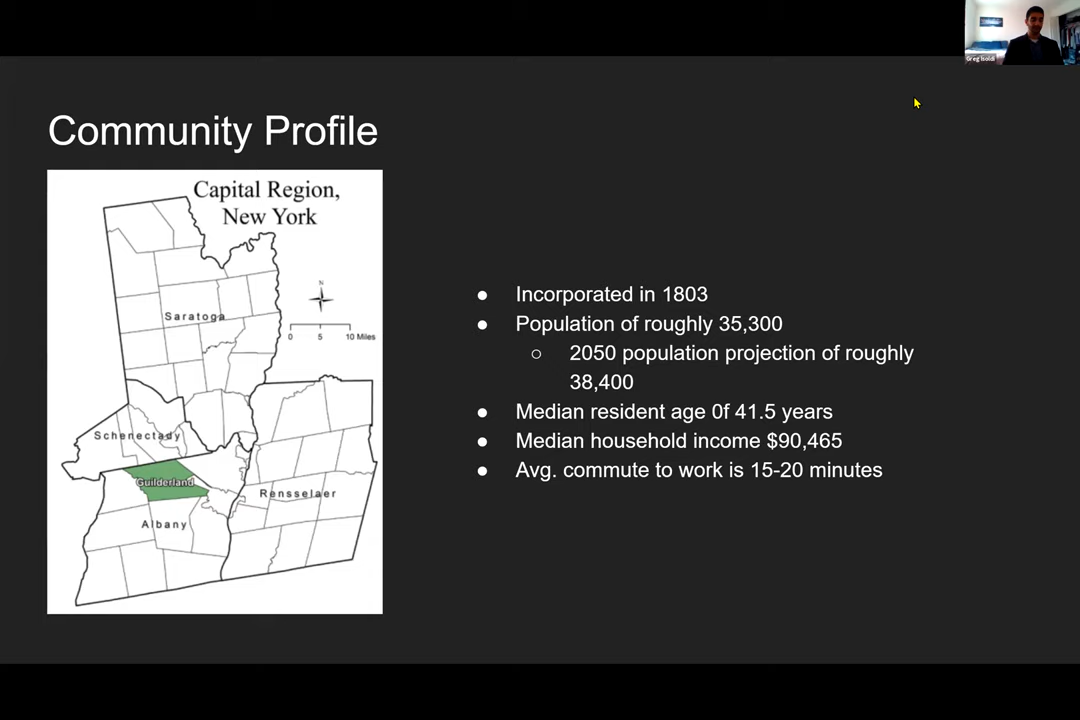 Greg Isoldi
Community Profile
Capital Region,
New York
N
Saratoga
0 5 10 Miles
Schenectady
Guilderland
Rensselaer
Albany
● Incorporated in 1803
● Population of roughly 35,300
○ 2050 population projection of roughly
38,400
● Median resident age 0f 41.5 years
● Median household income $90,465
● Avg. commute to work is 15-20 minutes